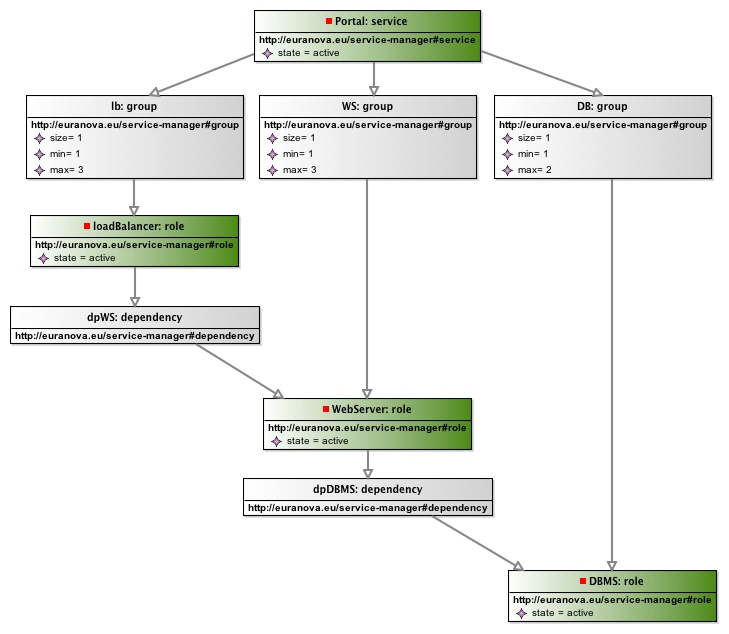 Portal: service
http://euranova.eu/service-manager#service
state = active
lb: group
http://euranova.eu/service-manager#group
size= 1
min= 1
max= 3
WS: group
http://euranova.eu/service-manager#group
size= 1
min= 1
max= 3
DB: group
http://euranova.eu/service-manager#group
size= 1
min= 1
max= 2
loadBalancer: role
http://euranova.eu/service-manager#role
state = active
dpWS: dependency
http://euranova.eu/service-manager#dependency
WebServer: role
http://euranova.eu/service-manager#role
state = active
dpDBMS: dependency
http://euranova.eu/service-manager#dependency
DBMS: role
http://euranova.eu/service-manager#role
state = active